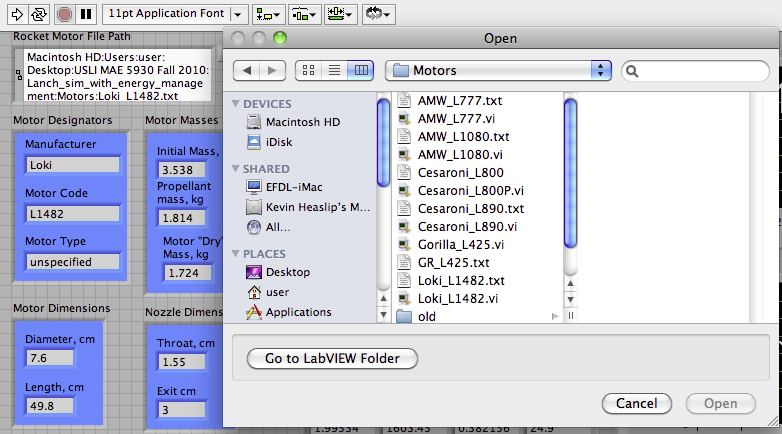 11pt Application Font
Rocket Motor File Path
Macintosh HD:Users:user:
Desktop:USLI MAE 5930 Fall 2010:
Lanch_sim_with_energy_manage
ment:Motors:Loki_L1482.txt
Motor Designators
Manufacturer
Loki
Motor Code
L1482
Motor Type
unspecified
Motor Masses
Initial Mass,
3.538
Propellant
mass, kg
1.814
Motor "Dry"
Mass, kg
1.724
Motor Dimensions
Diameter, cm
7.6
Length, cm
49.8
Nozzle Dimens
Throat, cm
1.55
Exit cm
3
Open
Motors
DEVICES
Macintosh HD
iDisk
SHARED
EFDL-iMac
Kevin Heaslip's M...
All...
PLACES
Desktop
user
Applications
AMW_L777.txt
AMW_L777.vi
AMW_L1080.txt
AMW_L1080.vi
Cesaroni_L800
Cesaroni_L800P.vi
Cesaroni_L890.txt
Cesaroni_L890.vi
Gorilla_L425.vi
GR_L425.txt
Loki_L1482.txt
Loki_L1482.vi
old
Go to LabVIEW Folder
Cancel
Open
1.99334 1603.43 0.382156 24.9